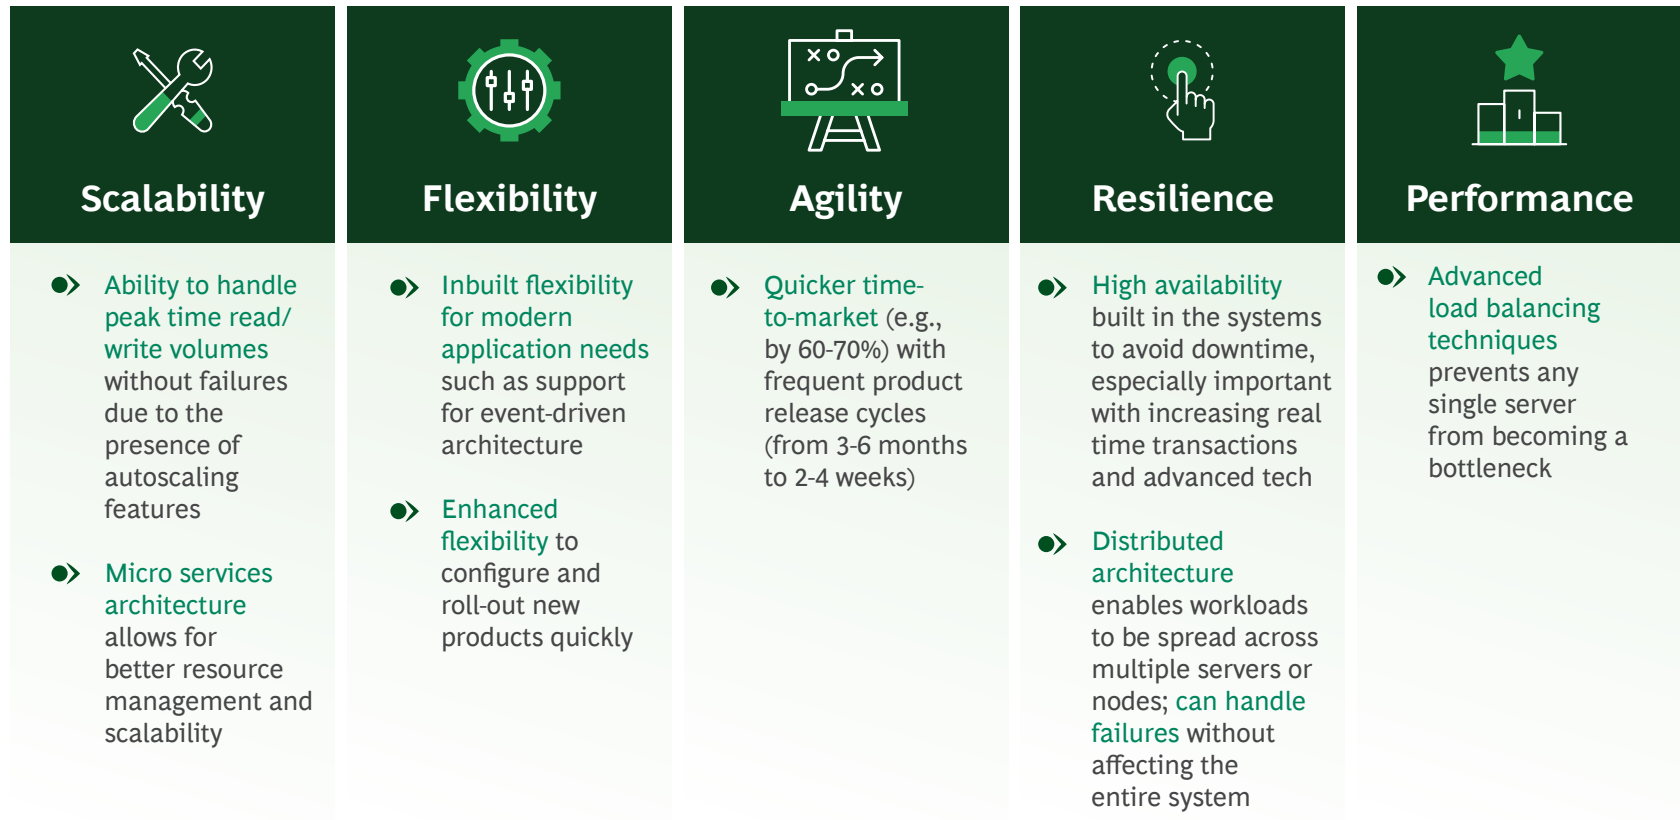 Scalability
Ability to handle
peak time read/
write volumes
without failures
due to the
presence of
autoscaling
features
Micro services
architecture
allows for
better resource
management and
scalability
Flexibility
Inbuilt flexibility
for modern
application needs
such as support
for event-driven
architecture
Enhanced
flexibility to
configure and
roll-out new
products quickly
Agility
Quicker time-
to-market (e.g.,
by 60-70%) with
frequent product
release cycles
(from 3-6 months
to 2-4 weeks)
Resilience
High availability
built in the systems
to avoid downtime,
especially important
with increasing real
time transactions
and advanced tech
Distributed
architecture
enables workloads
to be spread across
multiple servers or
nodes; can handle
failures without
affecting the
entire system
Performance
Advanced
load balancing
techniques
prevents any
single server
from becoming a
bottleneck